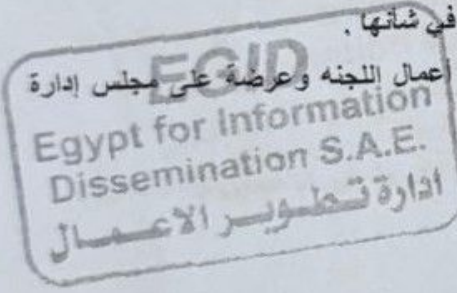 في شأنها .
أعمال اللجنه وعرضة على مجلس إدارة
EGID
Egypt for Information
Dissemination S.A.E.
ادارة تطوير الاعمال